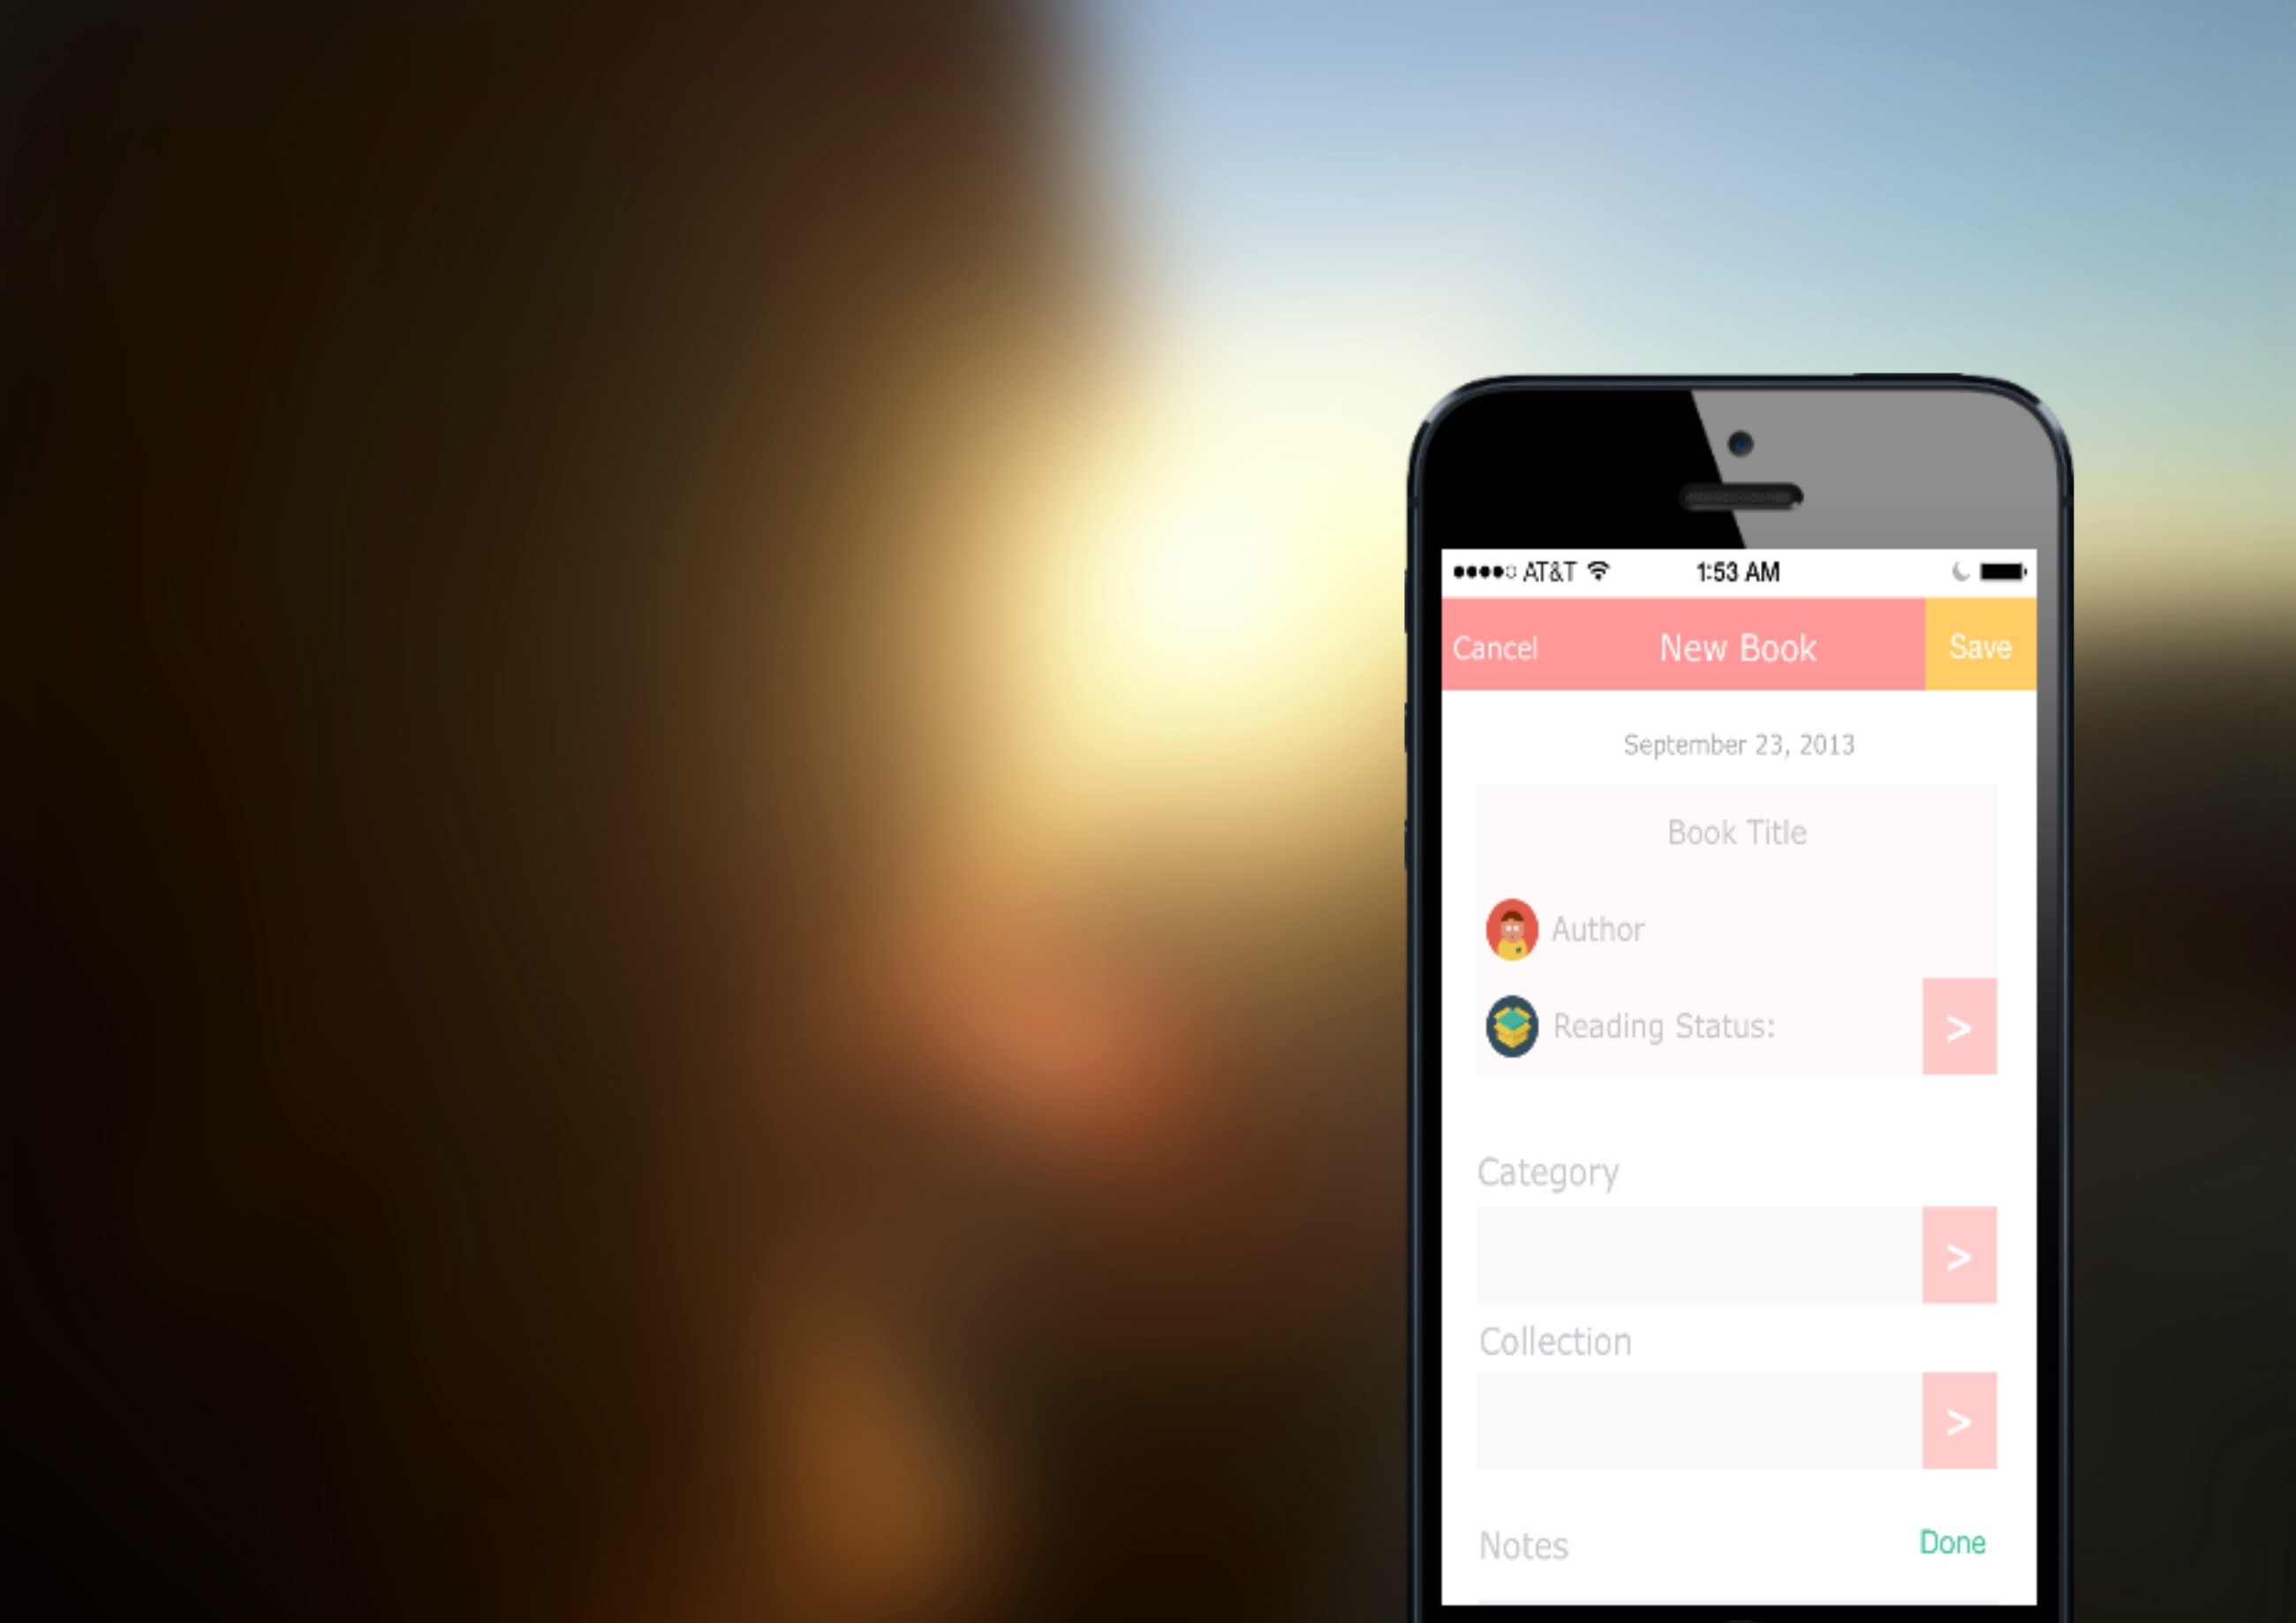 AT&T 1:53 AM
Cancel New Book Save
September 23, 2013
Book Title
Author
Reading Status: >
Category
>
Collection
>
Notes Done